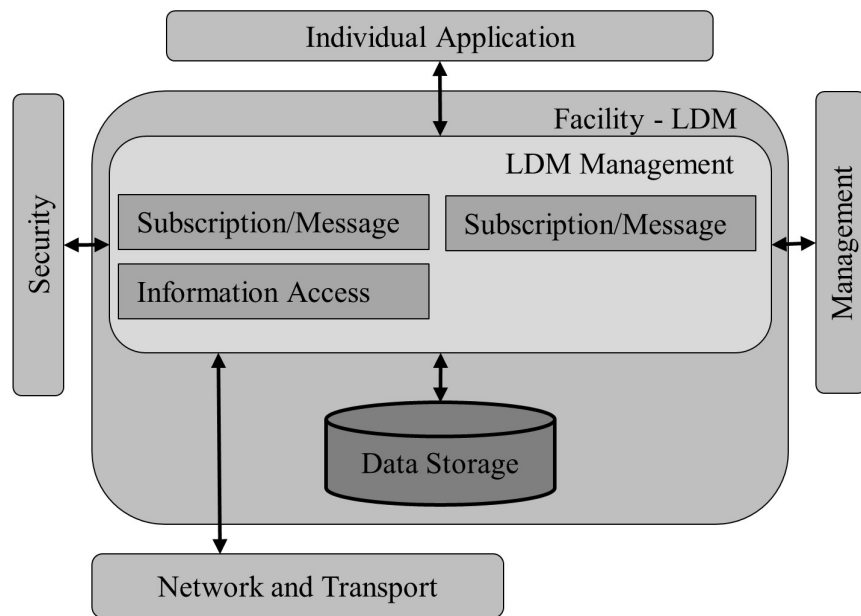 Individual Application
Facility - LDM
LDM Management
Security
Subscription/Message
Subscription/Message
Management
Information Access
Data Storage
Network and Transport